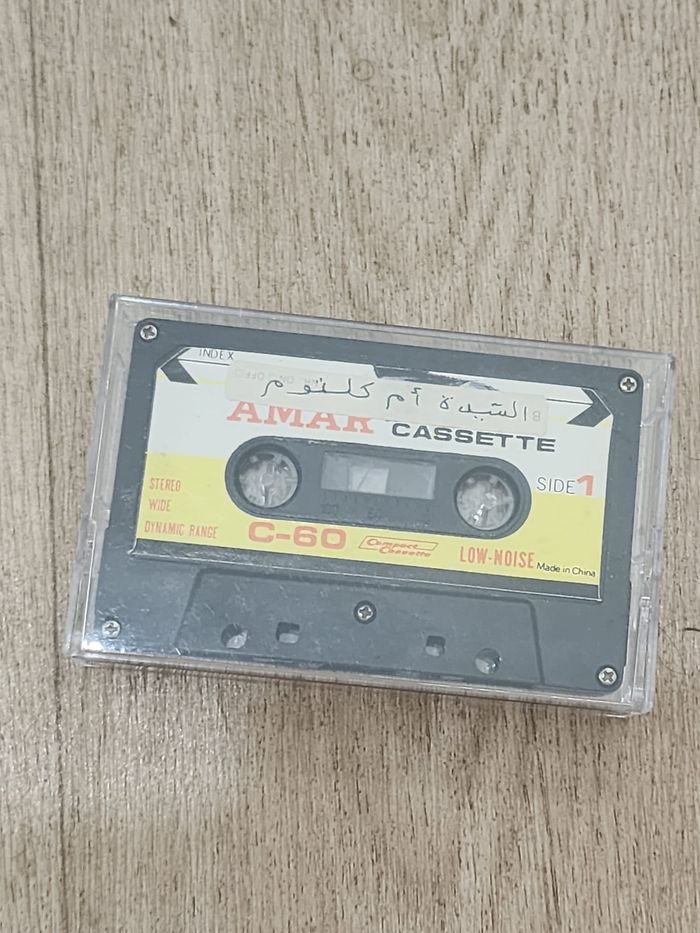 INDEX
السيدة أم كلثوم
B
AMAR
CASSETTE
SIDE 1
STEREO
WIDE
DYNAMIC RANGE
C-60
Compact
Cassette
LOW-NOISE
Made in China